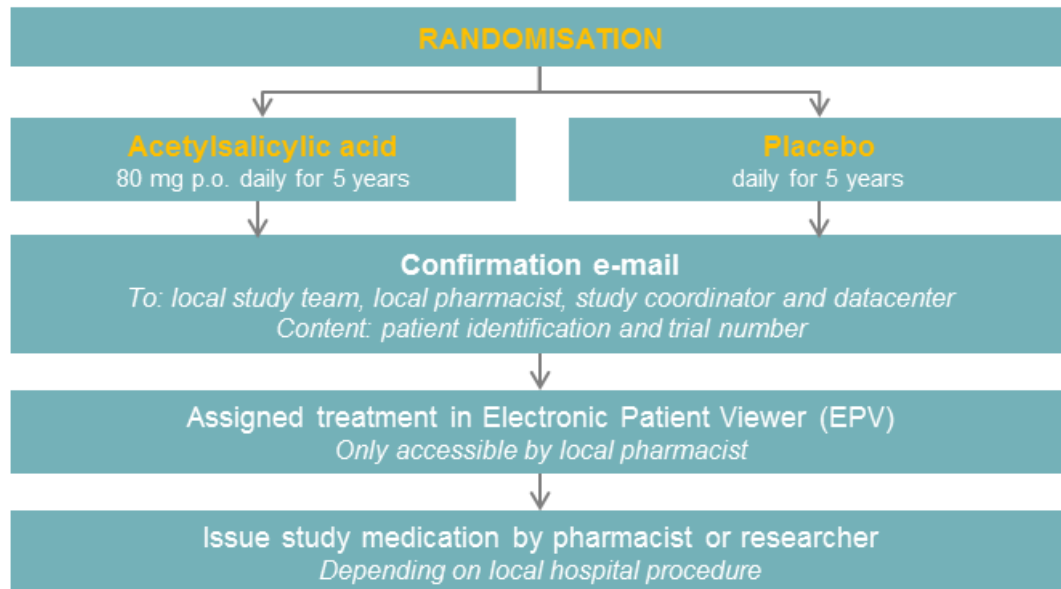 RANDOMISATION
Acetylsalicylic acid
80 mg p.o. daily for 5 years
Placebo
daily for 5 years
Confirmation e-mail
To: local study team, local pharmacist, study coordinator and datacenter
Content: patient identification and trial number
Assigned treatment in Electronic Patient Viewer (EPV)
Only accessible by local pharmacist
Issue study medication by pharmacist or researcher
Depending on local hospital procedure